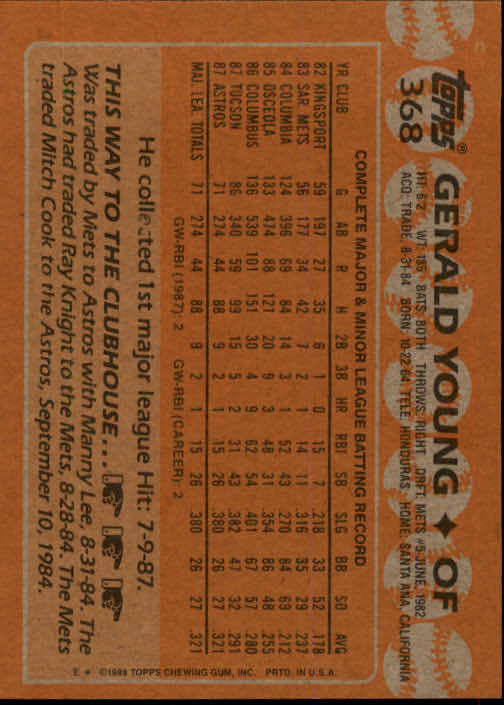 Topps® GERALD YOUNG ♦ OF
368 HT: 6'2" WT: 185 BATS: BOTH THROWS: RIGHT DRFT: METS #5-JUNE, 1982
ACQ: TRADE, 8-31-84 BORN: 10-22-64, TELE, HONDURAS HOME: SANTA ANA, CALIFORNIA
COMPLETE MAJOR & MINOR LEAGUE BATTING RECORD
YR CLUB G AB R H 2B 3B HR RBI SB SLG BB SO AVG
82 KINGSPORT 59 197 27 35 6 1 0 15 7 .218 33 52 .178
83 SAR. METS 56 177 34 42 7 2 1 14 11 .316 35 29 .237
84 COLUMBIA 124 396 69 84 14 3 1 52 43 .270 64 69 .212
85 OSCEOLA 133 474 88 121 20 9 3 48 31 .354 86 48 .255
86 COLUMBUS 136 539 101 151 30 4 9 62 54 .401 67 57 .280
87 TUCSON 86 340 59 99 15 5 2 31 43 .382 47 32 .291
87 ASTROS 71 274 44 88 9 2 1 15 26 .380 26 27 .321
MAJ. LEA. TOTALS 71 274 44 88 9 2 1 15 26 .380 26 27 .321
GW-RBI (1987): 2 GW-RBI (CAREER): 2
He collected 1st major league Hit: 7-9-87.
THIS WAY TO THE CLUBHOUSE...
Was traded by Mets to Astros with Manny Lee, 8-31-84. The
Astros had traded Ray Knight to the Mets, 8-28-84. The Mets
traded Mitch Cook to the Astros, September 10, 1984.
E * ©1988 TOPPS CHEWING GUM, INC. PRTD. IN U.S.A.